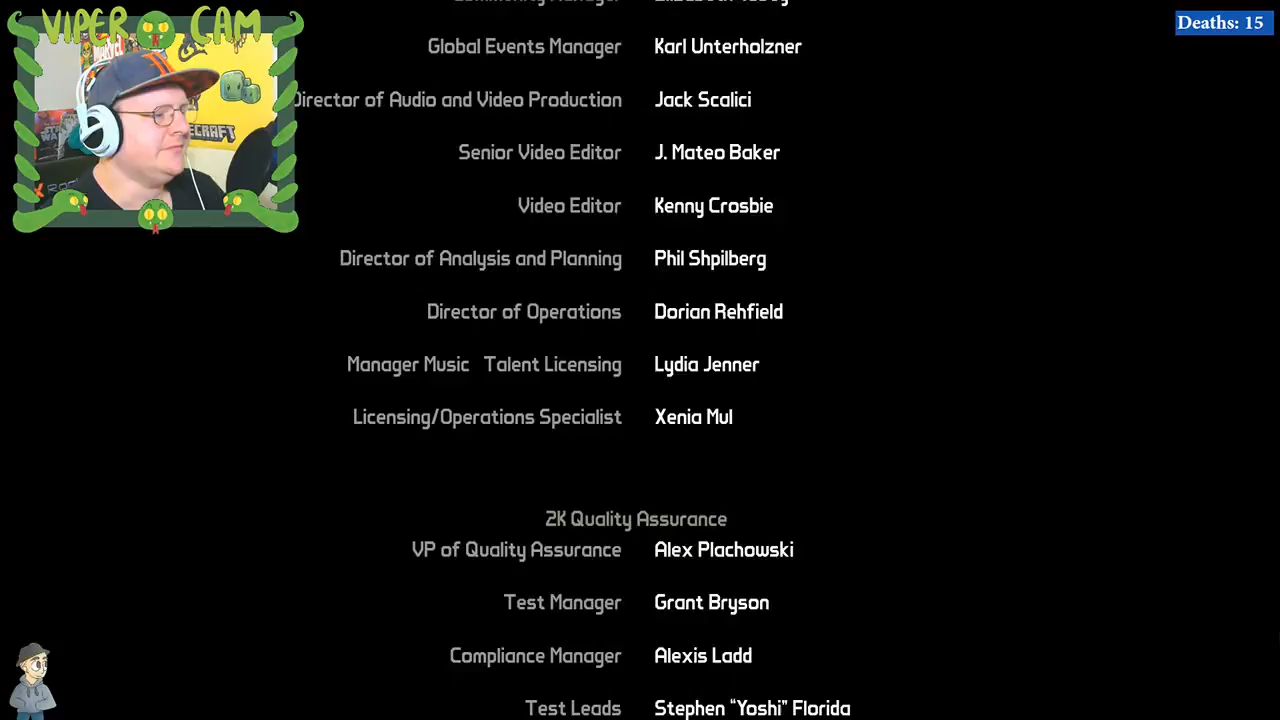 VIPER CAM
Deaths: 15
Global Events Manager Karl Unterholzner
Director of Audio and Video Production Jack Scalici
Senior Video Editor J. Mateo Baker
Video Editor Kenny Crosbie
Director of Analysis and Planning Phil Shpilberg
Director of Operations Dorian Rehfield
Manager Music Talent Licensing Lydia Jenner
Licensing/Operations Specialist Xenia Mul
2K Quality Assurance
VP of Quality Assurance Alex Plachowski
Test Manager Grant Bryson
Compliance Manager Alexis Ladd
Test Leads Stephen “Yoshi” Florida